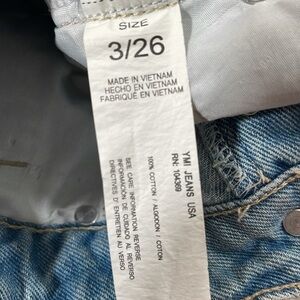 SIZE
3/26
MADE IN VIETNAM
HECHO EN VIETNAM
FABRIQUÉ EN VIETNAM
YMI JEANS USA
RN: 104369
100% COTTON / ALGODON / COTON
SEE CARE INFORMATION REVERSE
INFORMACIÓN DE CUIDADO AL REVERSO
DIRECTIVES D'ENTRETIEN AU VERSO